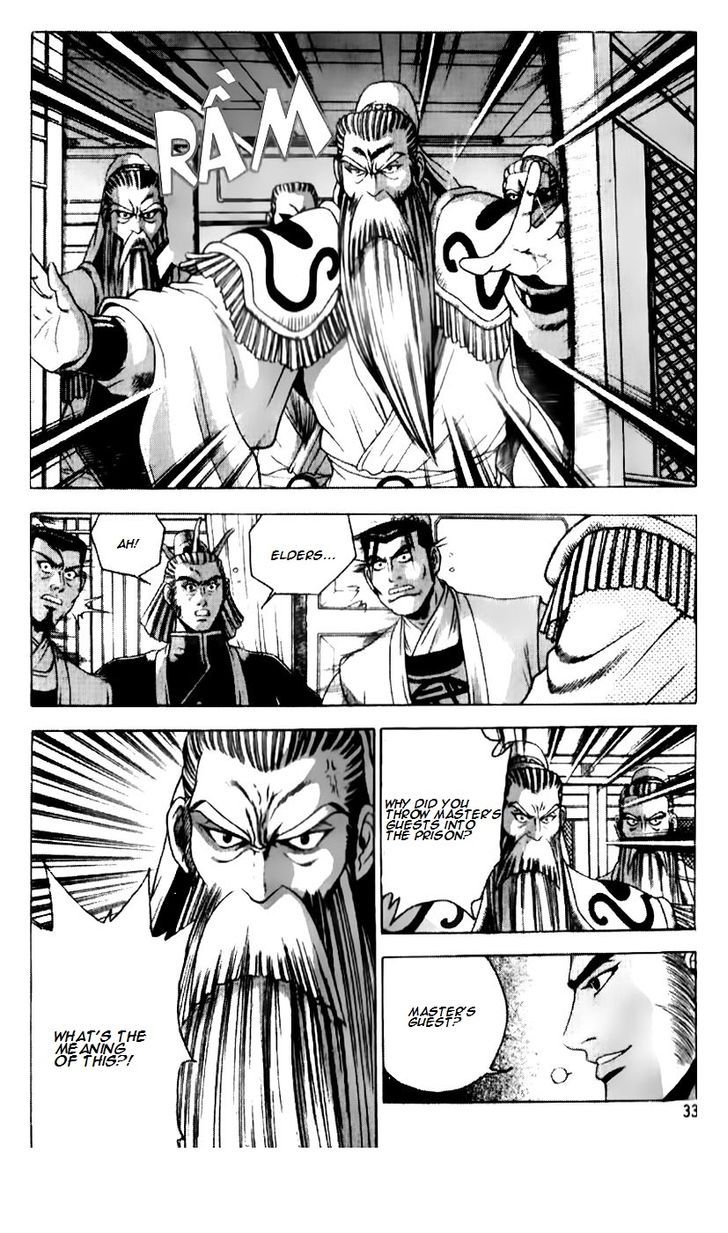 RẦM
AH!
ELDERS...
WHY DID YOU
THROW MASTER'S
GUESTS INTO
THE PRISON?
WHAT'S THE
MEANING
OF THIS?!
MASTER'S
GUEST?
33